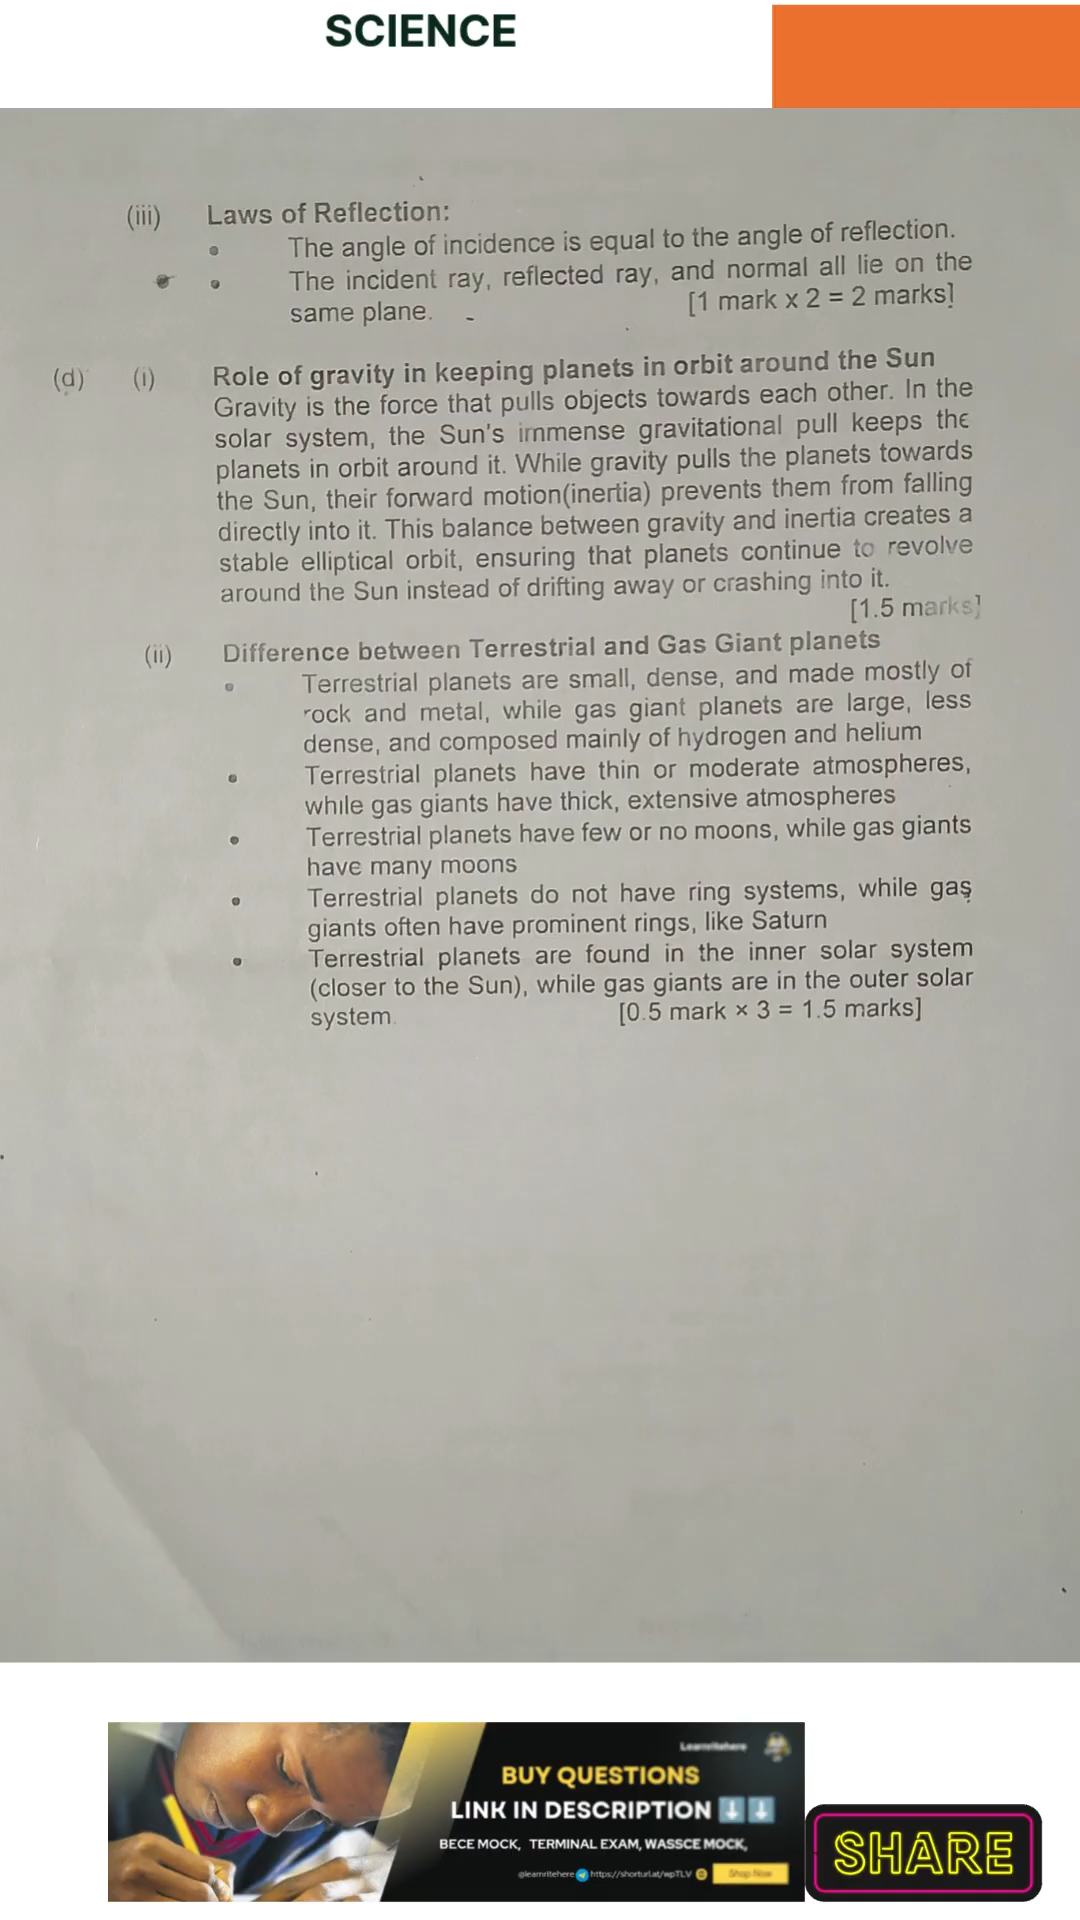 SCIENCE
(iii) Laws of Reflection:
• The angle of incidence is equal to the angle of reflection.
• The incident ray, reflected ray, and normal all lie on the
same plane. [1 mark x 2 = 2 marks]
(d) (i) Role of gravity in keeping planets in orbit around the Sun
Gravity is the force that pulls objects towards each other. In the
solar system, the Sun's immense gravitational pull keeps the
planets in orbit around it. While gravity pulls the planets towards
the Sun, their forward motion(inertia) prevents them from falling
directly into it. This balance between gravity and inertia creates a
stable elliptical orbit, ensuring that planets continue to revolve
around the Sun instead of drifting away or crashing into it.
[1.5 marks]
(ii) Difference between Terrestrial and Gas Giant planets
• Terrestrial planets are small, dense, and made mostly of
rock and metal, while gas giant planets are large, less
dense, and composed mainly of hydrogen and helium
• Terrestrial planets have thin or moderate atmospheres,
while gas giants have thick, extensive atmospheres
• Terrestrial planets have few or no moons, while gas giants
have many moons
• Terrestrial planets do not have ring systems, while gas
giants often have prominent rings, like Saturn
• Terrestrial planets are found in the inner solar system
(closer to the Sun), while gas giants are in the outer solar
system. [0.5 mark × 3 = 1.5 marks]
Learnritehere
BUY QUESTIONS
LINK IN DESCRIPTION
BECE MOCK, TERMINAL EXAM, WASSCE MOCK,
@learnritehere https://shorturl.at/wpTLV Shop Now
SHARE